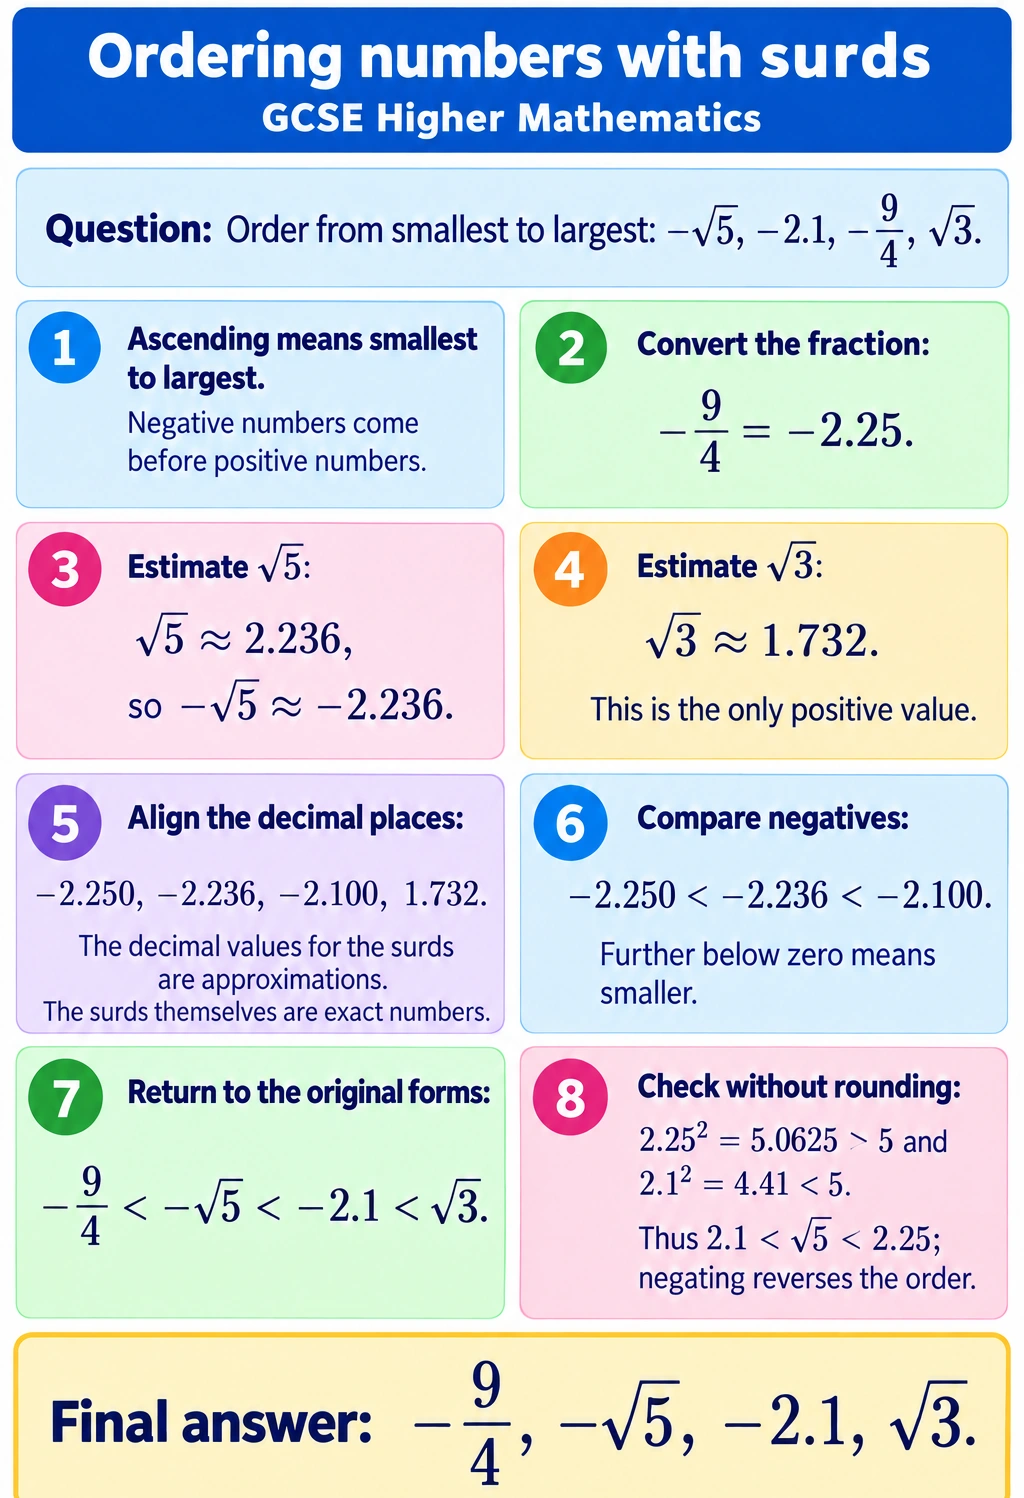 Ordering numbers with surds
GCSE Higher Mathematics
Question: Order from smallest to largest: −√5, −2.1, −9/4, √3.
1
Ascending means smallest
to largest.
Negative numbers come
before positive numbers.
2
Convert the fraction:
−9/4 = −2.25.
3
Estimate √5:
√5 ≈ 2.236,
so −√5 ≈ −2.236.
4
Estimate √3:
√3 ≈ 1.732.
This is the only positive value.
5
Align the decimal places:
−2.250, −2.236, −2.100, 1.732.
The decimal values for the surds
are approximations.
The surds themselves are exact numbers.
6
Compare negatives:
−2.250 < −2.236 < −2.100.
Further below zero means
smaller.
7
Return to the original forms:
−9/4 < −√5 < −2.1 < √3.
8
Check without rounding:
2.25² = 5.0625 > 5 and
2.1² = 4.41 < 5.
Thus 2.1 < √5 < 2.25;
negating reverses the order.
Final answer: −9/4, −√5, −2.1, √3.